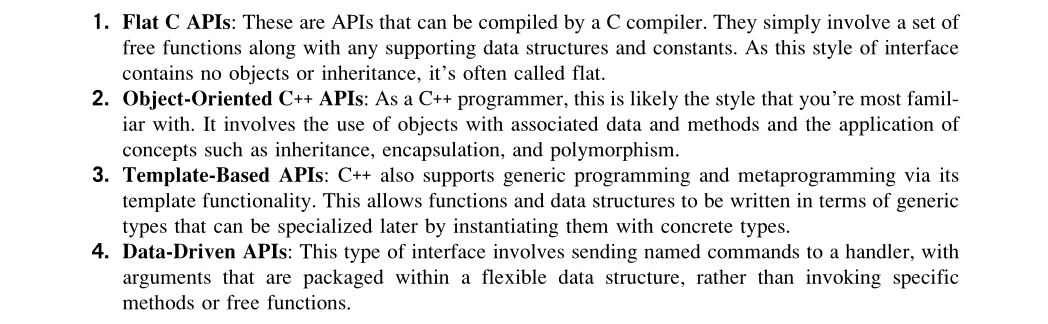 1. Flat C APIs: These are APIs that can be compiled by a C compiler. They simply involve a set of
free functions along with any supporting data structures and constants. As this style of interface
contains no objects or inheritance, it's often called flat.
2. Object-Oriented C++ APIs: As a C++ programmer, this is likely the style that you're most famil-
iar with. It involves the use of objects with associated data and methods and the application of
concepts such as inheritance, encapsulation, and polymorphism.
3. Template-Based APIs: C++ also supports generic programming and metaprogramming via its
template functionality. This allows functions and data structures to be written in terms of generic
types that can be specialized later by instantiating them with concrete types.
4. Data-Driven APIs: This type of interface involves sending named commands to a handler, with
arguments that are packaged within a flexible data structure, rather than invoking specific
methods or free functions.